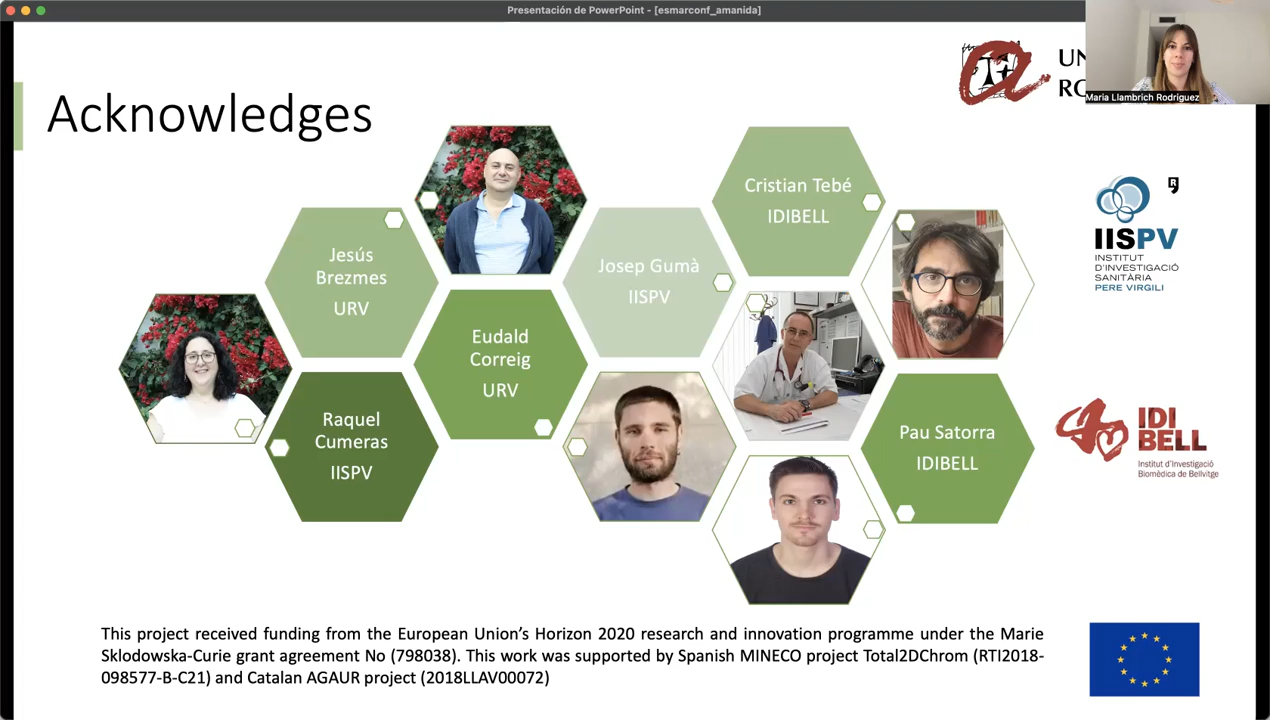 Presentación de PowerPoint - [esmarconf_amanida]
Acknowledges
Maria Llambrich Rodríguez
Cristian Tebé
IDIBELL
Jesús
Brezmes
URV
Josep Gumà
IISPV
Eudald
Correig
URV
Raquel
Cumeras
IISPV
Pau Satorra
IDIBELL
IISPV
INSTITUT
D'INVESTIGACIÓ
SANITÀRIA
PERE VIRGILI
IDI
BELL
Institut d'Investigació
Biomèdica de Bellvitge
This project received funding from the European Union's Horizon 2020 research and innovation programme under the Marie
Sklodowska-Curie grant agreement No (798038). This work was supported by Spanish MINECO project Total2DChrom (RTI2018-
098577-B-C21) and Catalan AGAUR project (2018LLAV00072)